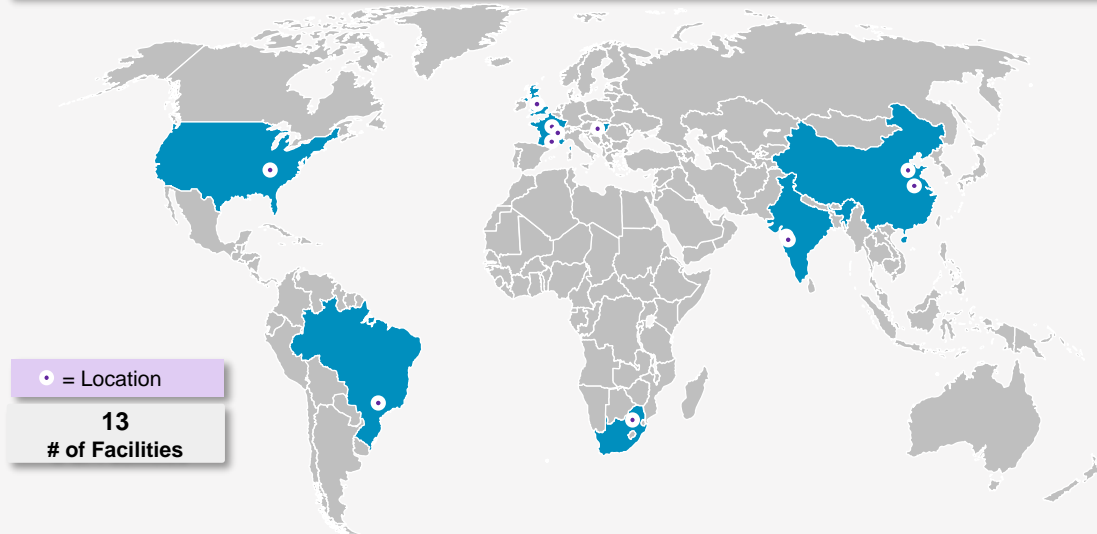 = Location
13
# of Facilities